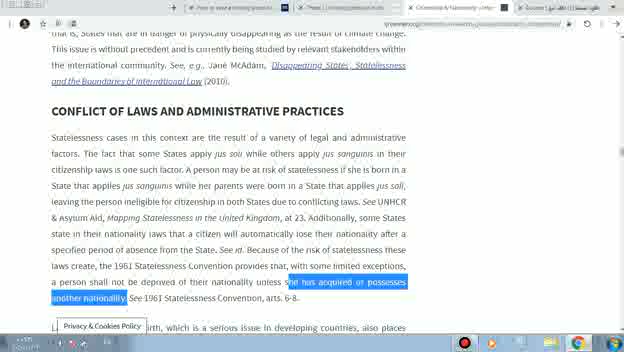 that is, States that are in danger of physically disappearing as the result of climate change.
This issue is without precedent and is currently being studied by relevant stakeholders within
the international community. See, e.g., Jane McAdam, Disappearing States, Statelessness
and the Boundaries of International Law (2010).
CONFLICT OF LAWS AND ADMINISTRATIVE PRACTICES
Statelessness cases in this context are the result of a variety of legal and administrative
factors. The fact that some States apply jus soli while others apply jus sanguinis in their
citizenship laws is one such factor. A person may be at risk of statelessness if she is born in a
State that applies jus sanguinis while her parents were born in a State that applies jus soli,
leaving the person ineligible for citizenship in both States due to conflicting laws. See UNHCR
& Asylum Aid, Mapping Statelessness in the United Kingdom, at 23. Additionally, some States
state in their nationality laws that a citizen will automatically lose their nationality after a
specified period of absence from the State. See id. Because of the risk of statelessness these
laws create, the 1961 Statelessness Convention provides that, with some limited exceptions,
a person shall not be deprived of their nationality unless she has acquired or possesses
another nationality. See 1961 Statelessness Convention, arts. 6-8.
Privacy & Cookies Policy
irth, which is a serious issue in developing countries, also places
EN